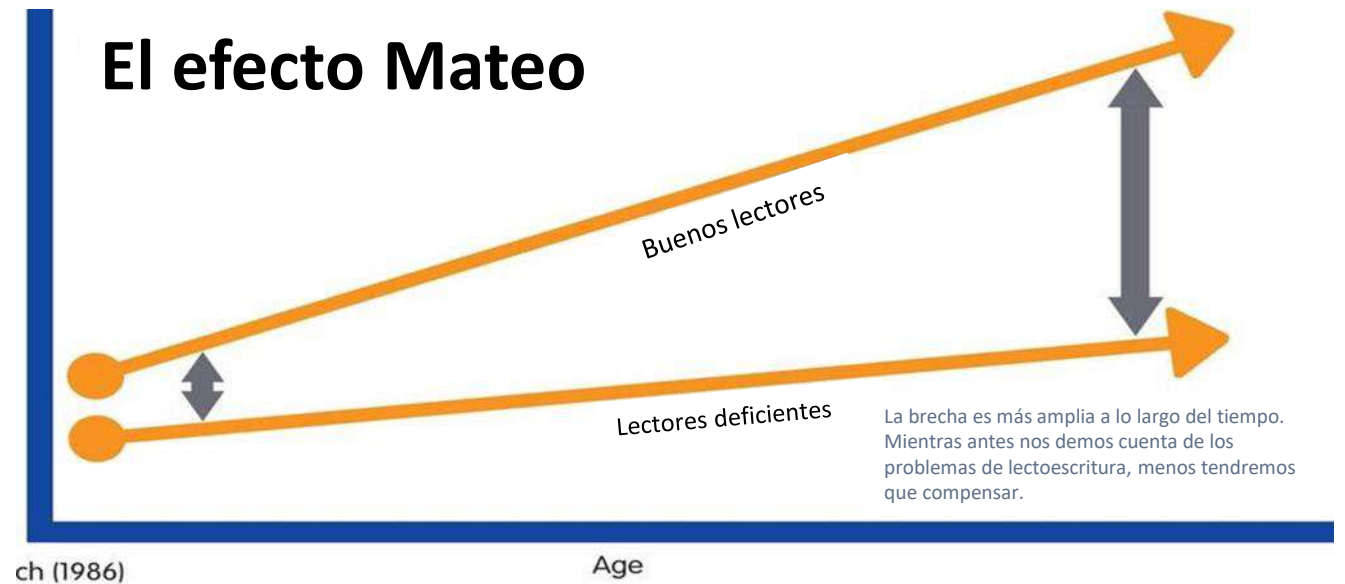 El efecto Mateo
Buenos lectores
Lectores deficientes
La brecha es más amplia a lo largo del tiempo.
Mientras antes nos demos cuenta de los
problemas de lectoescritura, menos tendremos
que compensar.
ch (1986)
Age